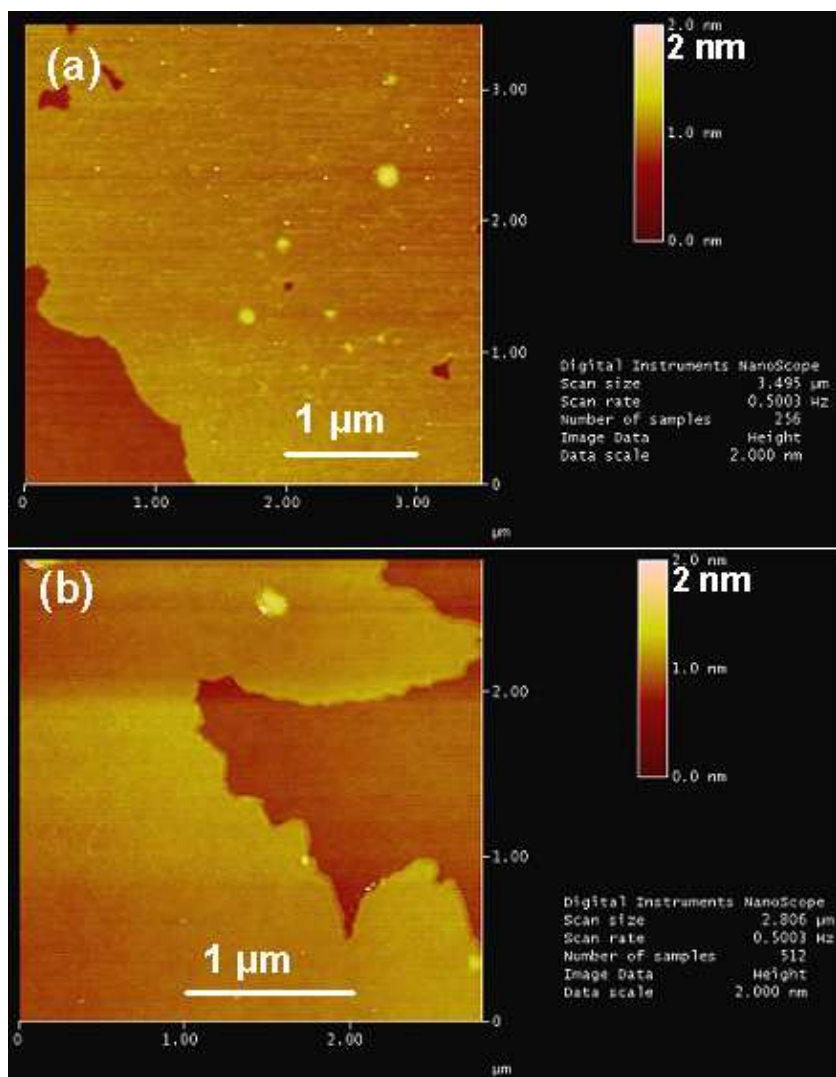 (a)
2.0 nm
2 nm
1.0 nm
0.0 nm
3.00
2.00
1.00
0
1 µm
0
1.00
2.00
3.00
µm
Digital Instruments NanoScope
Scan size 3.495 µm
Scan rate 0.5003 Hz
Number of samples 256
Image Data Height
Data scale 2.000 nm
(b)
2.0 nm
2 nm
1.0 nm
0.0 nm
2.00
1.00
0
1 µm
0
1.00
2.00
µm
Digital Instruments NanoScope
Scan size 2.806 µm
Scan rate 0.5003 Hz
Number of samples 512
Image Data Height
Data scale 2.000 nm